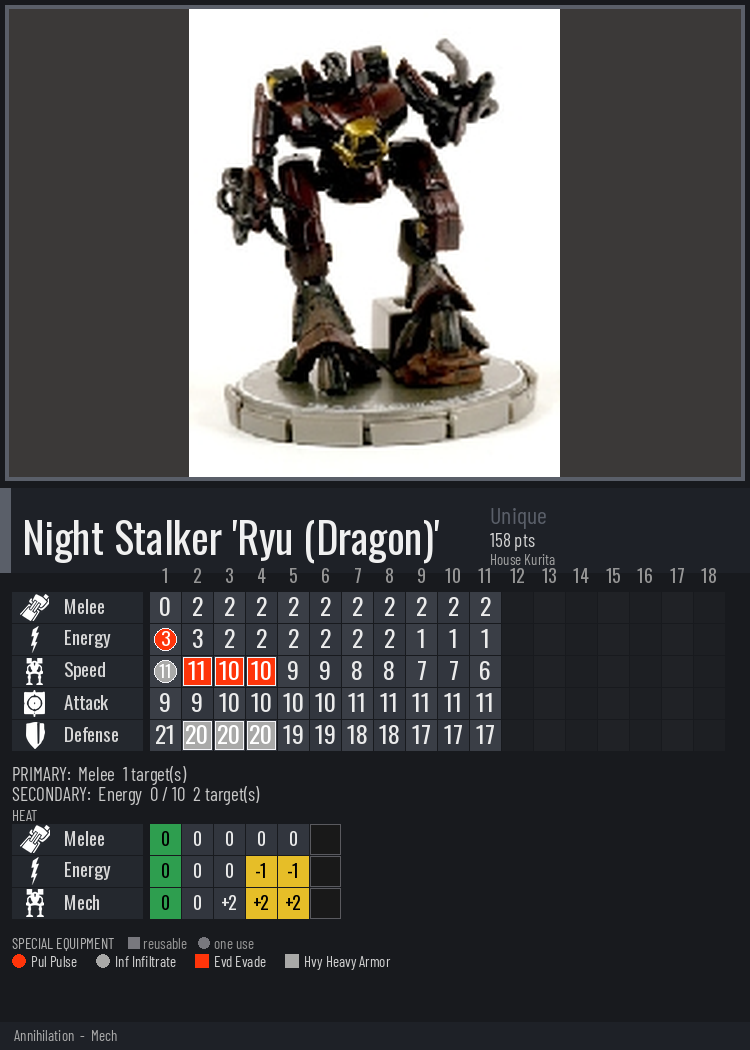 Night Stalker 'Ryu (Dragon)'
Unique
158 pts
House Kurita
1 2 3 4 5 6 7 8 9 10 11 12 13 14 15 16 17 18
Melee 0 2 2 2 2 2 2 2 2 2 2
Energy 3 3 2 2 2 2 2 2 1 1 1
Speed 11 11 10 10 9 9 8 8 7 7 6
Attack 9 9 10 10 10 10 11 11 11 11 11
Defense 21 20 20 20 19 19 18 18 17 17 17
PRIMARY: Melee 1 target(s)
SECONDARY: Energy 0 / 10 2 target(s)
HEAT
Melee 0 0 0 0 0
Energy 0 0 0 -1 -1
Mech 0 0 +2 +2 +2
SPECIAL EQUIPMENT reusable one use
Pul Pulse Inf Infiltrate Evd Evade Hvy Heavy Armor
Annihilation - Mech